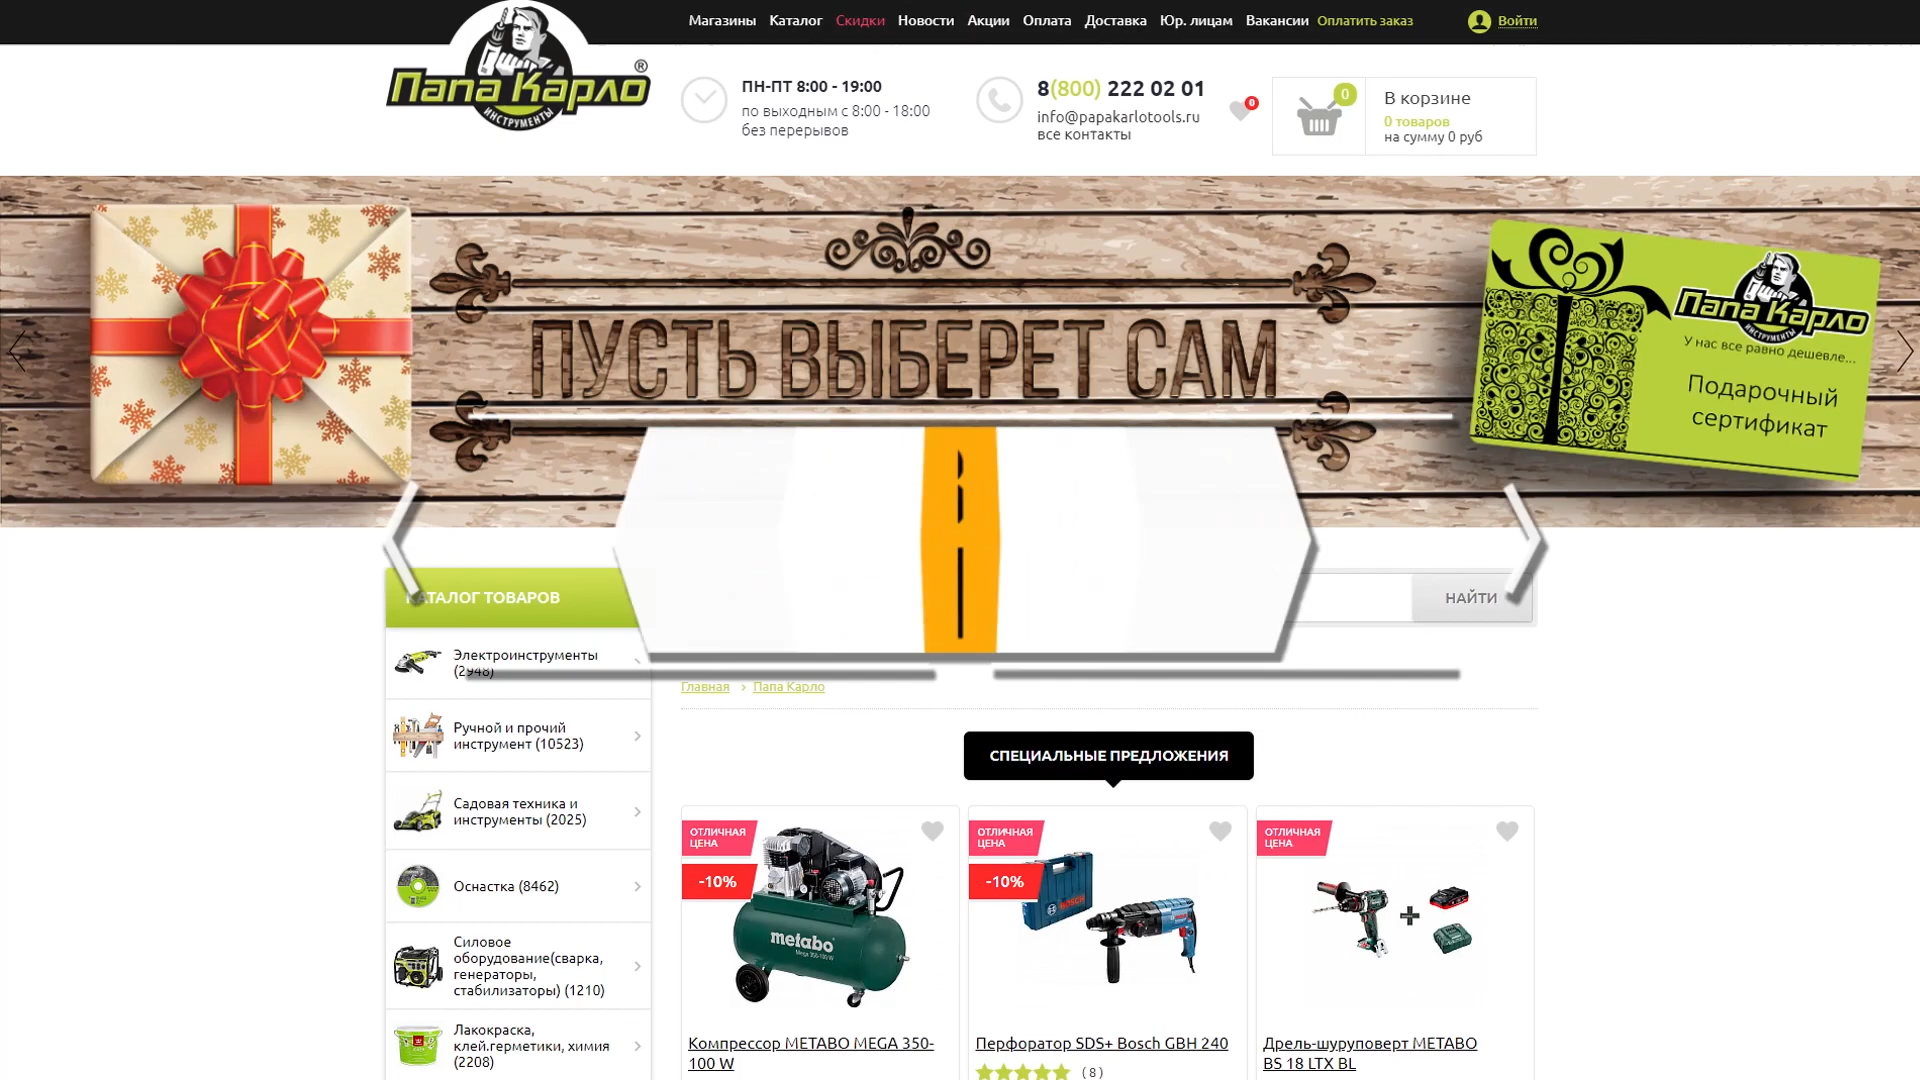 Магазины Каталог Скидки Новости Акции Оплата Доставка Юр. лицам Вакансии Оплатить заказ Войти
Папа Карло®
ИНСТРУМЕНТЫ
ПН-ПТ 8:00 - 19:00
по выходным с 8:00 - 18:00
без перерывов
8(800) 222 02 01
info@papakarlotools.ru
все контакты
0
0
В корзине
0 товаров
на сумму 0 руб
ПУСТЬ ВЫБЕРЕТ САМ
Папа Карло
ИНСТРУМЕНТЫ
У нас все равно дешевле...
Подарочный
сертификат
КАТАЛОГ ТОВАРОВ
НАЙТИ
Электроинструменты
(2948)
Ручной и прочий
инструмент (10523)
Садовая техника и
инструменты (2025)
Оснастка (8462)
Силовое
оборудование(сварка,
генераторы,
стабилизаторы) (1210)
Лакокраска,
клей.герметики, химия
(2208)
Главная > Папа Карло
СПЕЦИАЛЬНЫЕ ПРЕДЛОЖЕНИЯ
ОТЛИЧНАЯ
ЦЕНА
-10%
metabo
Mega 350-100 W
Компрессор METABO MEGA 350-
100 W
ОТЛИЧНАЯ
ЦЕНА
-10%
BOSCH
Перфоратор SDS+ Bosch GBH 240
( 8 )
ОТЛИЧНАЯ
ЦЕНА
Дрель-шуруповерт METABO
BS 18 LTX BL